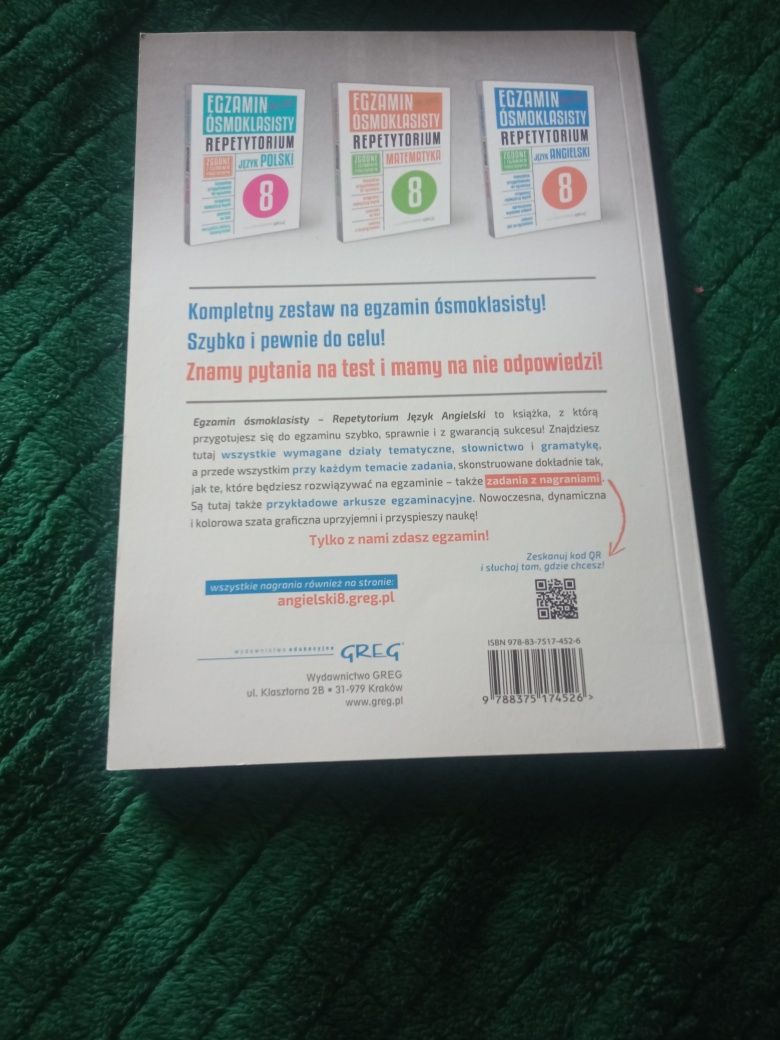 EGZAMIN
ÓSMOKLASISTY
REPETYTORIUM
ZGODNE
JĘZYK POLSKI
8
EGZAMIN
ÓSMOKLASISTY
REPETYTORIUM
ZGODNE
MATEMATYKA
8
EGZAMIN
ÓSMOKLASISTY
REPETYTORIUM
ZGODNE
JĘZYK ANGIELSKI
8
Kompletny zestaw na egzamin ósmoklasisty!
Szybko i pewnie do celu!
Znamy pytania na test i mamy na nie odpowiedzi!
Egzamin ósmoklasisty – Repetytorium Język Angielski to książka, z którą
przygotujesz się do egzaminu szybko, sprawnie i z gwarancją sukcesu! Znajdziesz
tutaj wszystkie wymagane działy tematyczne, słownictwo i gramatykę,
a przede wszystkim przy każdym temacie zadania, skonstruowane dokładnie tak,
jak te, które będziesz rozwiązywać na egzaminie – także zadania z nagraniami.
Są tutaj także przykładowe arkusze egzaminacyjne. Nowoczesna, dynamiczna
i kolorowa szata graficzna uprzyjemni i przyspieszy naukę!
Tylko z nami zdasz egzamin!
Zeskanuj kod QR
i słuchaj tam, gdzie chcesz!
wszystkie nagrania również na stronie:
angielski8.greg.pl
wydawnictwo edukacyjne GREG®
Wydawnictwo GREG
ul. Klasztorna 2B • 31-979 Kraków
www.greg.pl
ISBN 978-83-7517-452-6
9 788375 174526 >